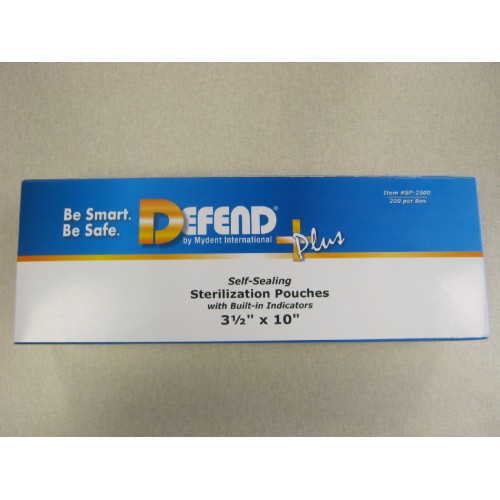 Item #SP-2500
200 per Box
Be Smart.
Be Safe.
DEFEND®
by Mydent International
Plus
Self-Sealing
Sterilization Pouches
with Built-in Indicators
3½" x 10"